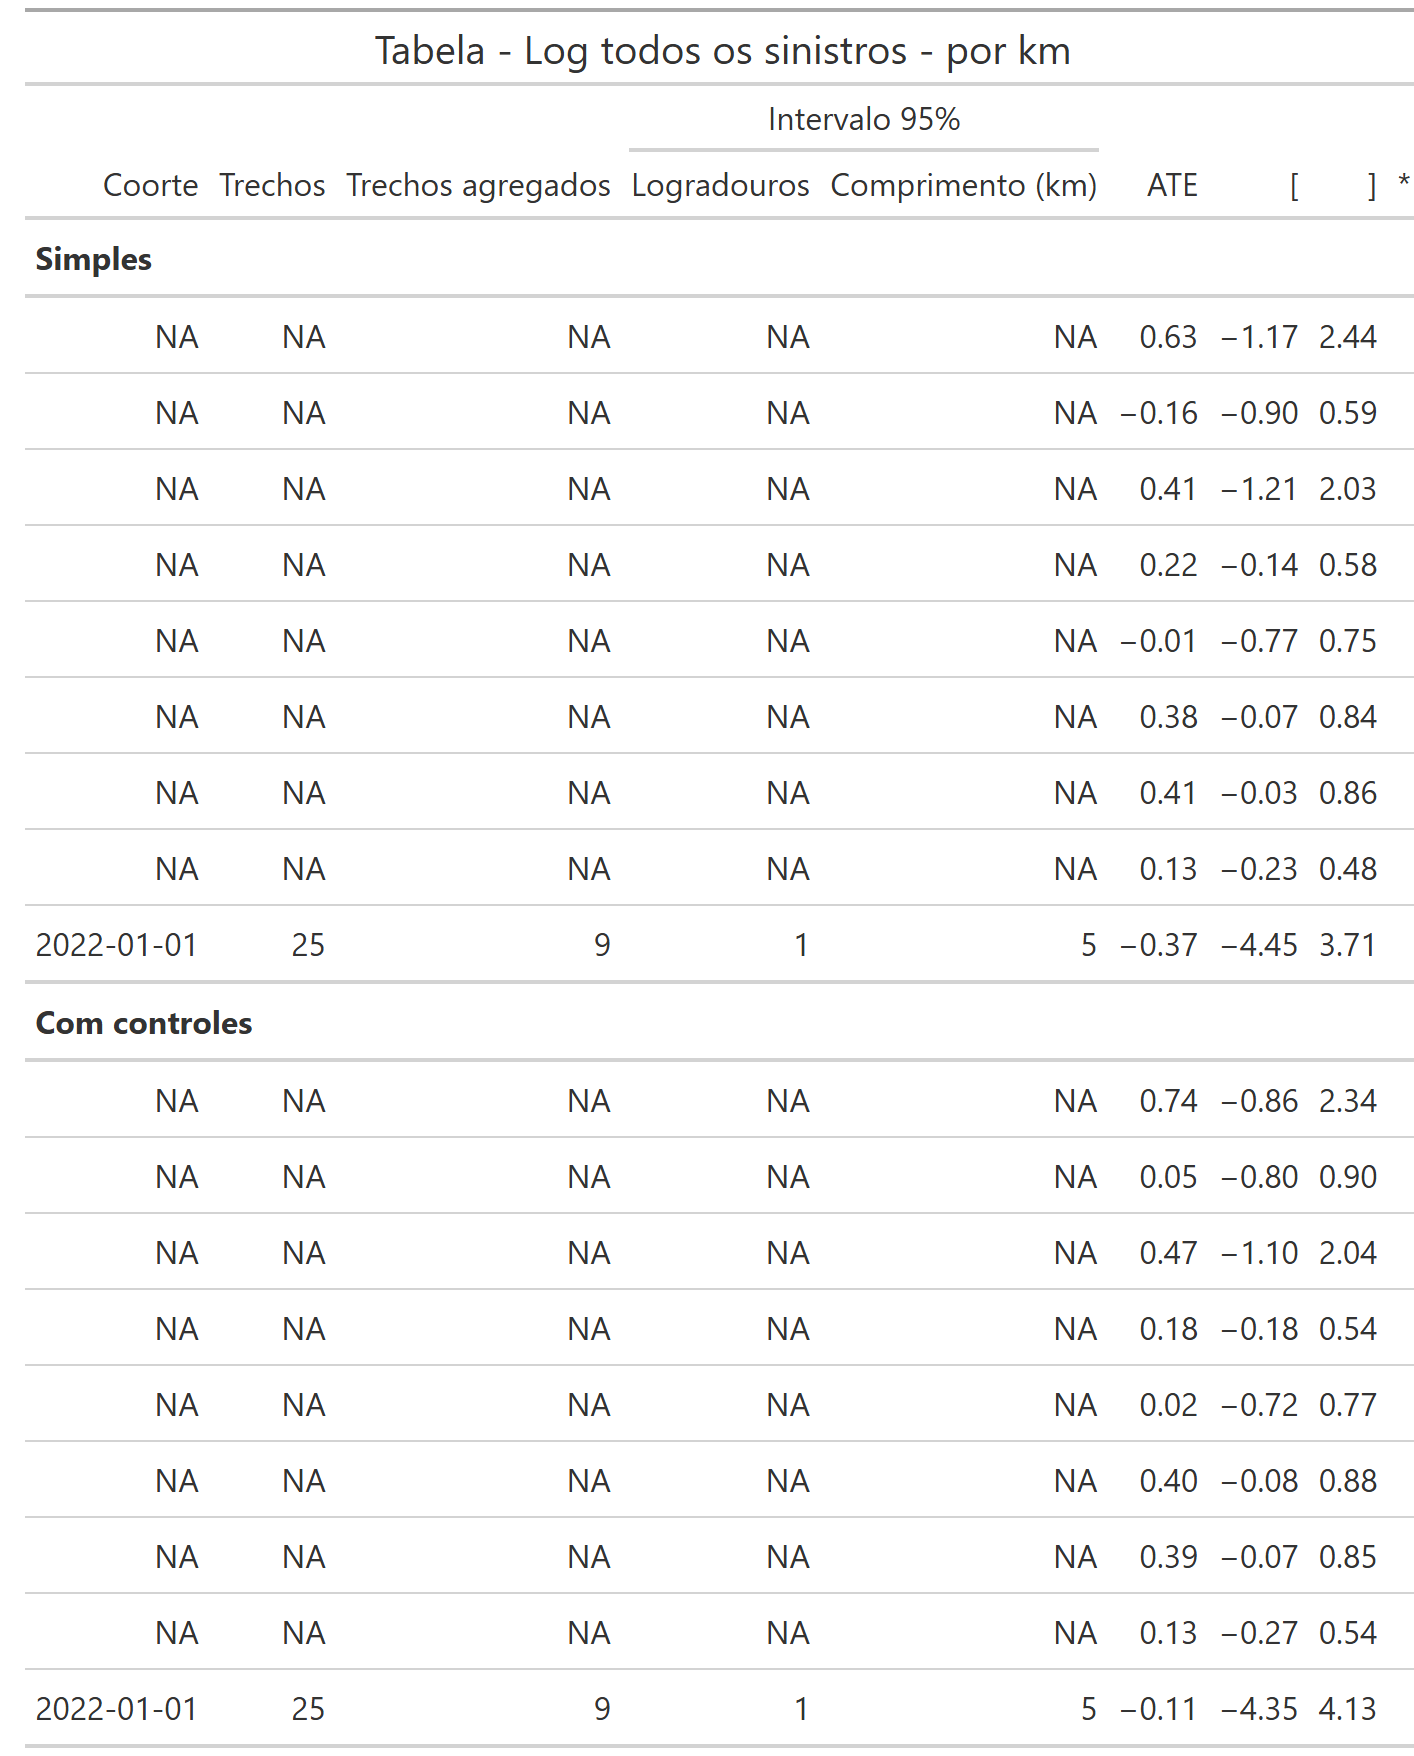 Tabela - Log todos os sinistros - por km
Intervalo 95%
Coorte Trechos Trechos agregados Logradouros Comprimento (km) ATE [ ] *
Simples
NA NA NA NA NA 0.63 −1.17 2.44
NA NA NA NA NA −0.16 −0.90 0.59
NA NA NA NA NA 0.41 −1.21 2.03
NA NA NA NA NA 0.22 −0.14 0.58
NA NA NA NA NA −0.01 −0.77 0.75
NA NA NA NA NA 0.38 −0.07 0.84
NA NA NA NA NA 0.41 −0.03 0.86
NA NA NA NA NA 0.13 −0.23 0.48
2022-01-01 25 9 1 5 −0.37 −4.45 3.71
Com controles
NA NA NA NA NA 0.74 −0.86 2.34
NA NA NA NA NA 0.05 −0.80 0.90
NA NA NA NA NA 0.47 −1.10 2.04
NA NA NA NA NA 0.18 −0.18 0.54
NA NA NA NA NA 0.02 −0.72 0.77
NA NA NA NA NA 0.40 −0.08 0.88
NA NA NA NA NA 0.39 −0.07 0.85
NA NA NA NA NA 0.13 −0.27 0.54
2022-01-01 25 9 1 5 −0.11 −4.35 4.13